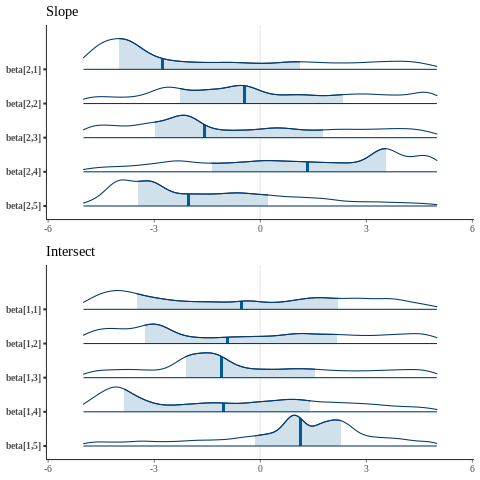 Slope
beta[2,1]
beta[2,2]
beta[2,3]
beta[2,4]
beta[2,5]
-6 -3 0 3 6
Intersect
beta[1,1]
beta[1,2]
beta[1,3]
beta[1,4]
beta[1,5]
-6 -3 0 3 6